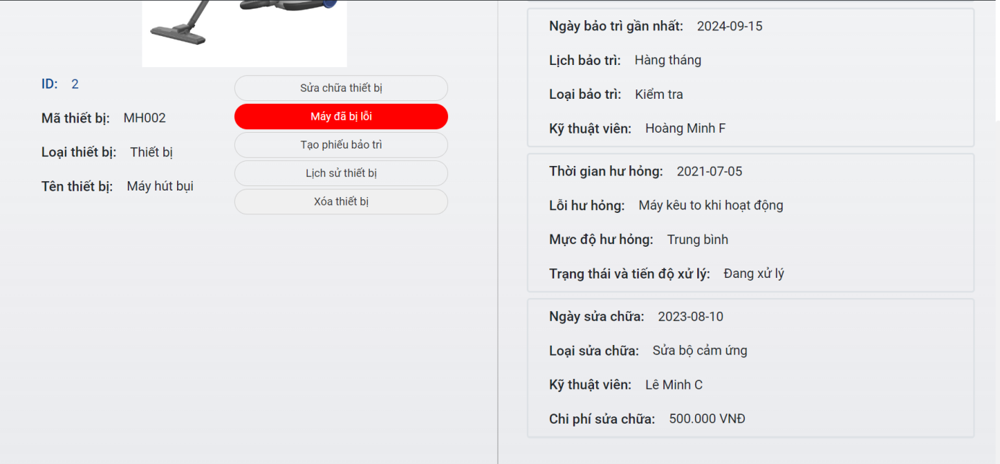 ID: 2
Mã thiết bị: MH002
Loại thiết bị: Thiết bị
Tên thiết bị: Máy hút bụi
Sửa chữa thiết bị
Máy đã bị lỗi
Tạo phiếu bảo trì
Lịch sử thiết bị
Xóa thiết bị
Ngày bảo trì gần nhất: 2024-09-15
Lịch bảo trì: Hàng tháng
Loại bảo trì: Kiểm tra
Kỹ thuật viên: Hoàng Minh F
Thời gian hư hỏng: 2021-07-05
Lỗi hư hỏng: Máy kêu to khi hoạt động
Mực độ hư hỏng: Trung bình
Trạng thái và tiến độ xử lý: Đang xử lý
Ngày sửa chữa: 2023-08-10
Loại sửa chữa: Sửa bộ cảm ứng
Kỹ thuật viên: Lê Minh C
Chi phí sửa chữa: 500.000 VNĐ